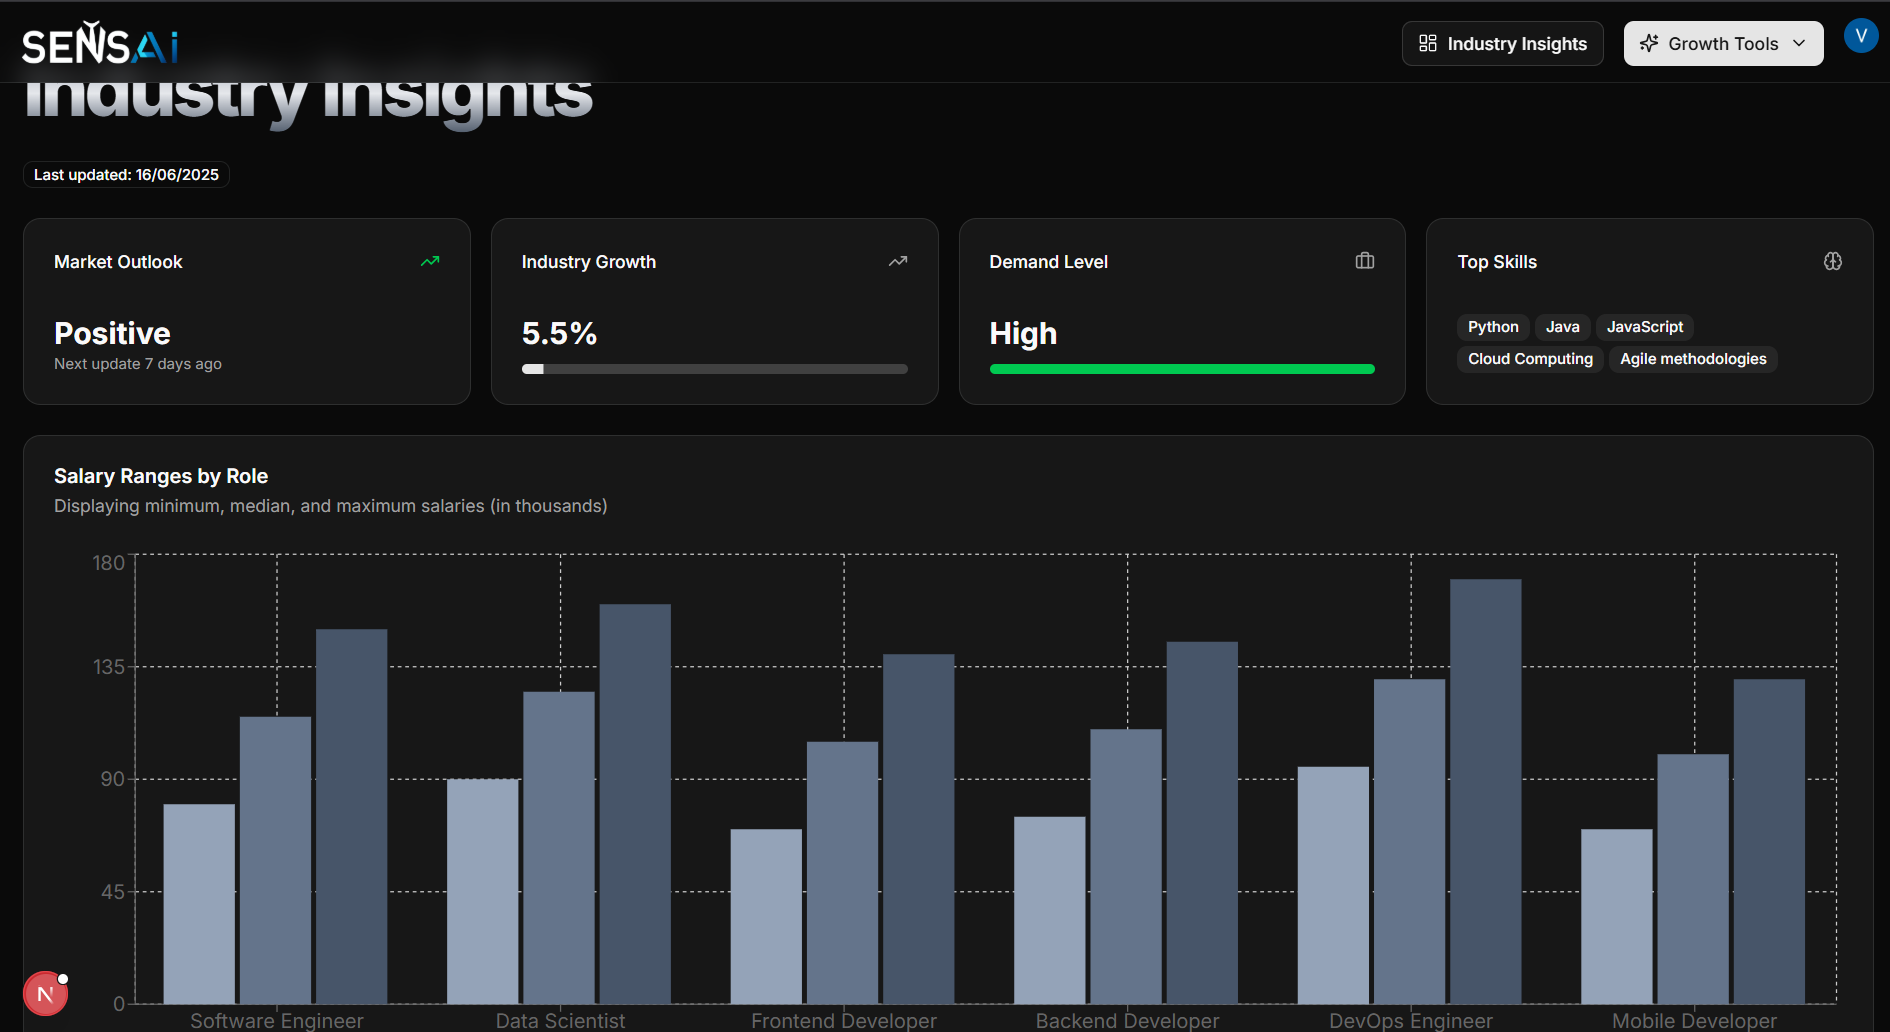 SENSAi
Industry Insights
Growth Tools
V
Industry Insights
Last updated: 16/06/2025
Market Outlook
Positive
Next update 7 days ago
Industry Growth
5.5%
Demand Level
High
Top Skills
Python Java JavaScript
Cloud Computing Agile methodologies
Salary Ranges by Role
Displaying minimum, median, and maximum salaries (in thousands)
180
135
90
45
0
Software Engineer Data Scientist Frontend Developer Backend Developer DevOps Engineer Mobile Developer
N